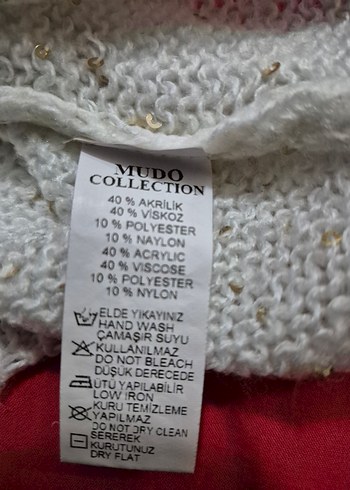 MUDO
COLLECTION
40 % AKRİLİK
40 % VİSKOZ
10 % POLYESTER
10 % NAYLON
40 % ACRYLIC
40 % VISCOSE
10 % POLYESTER
10 % NYLON
ELDE YIKAYINIZ
HAND WASH
ÇAMAŞIR SUYU
KULLANILMAZ
DO NOT BLEACH
DÜŞÜK DERECEDE
ÜTÜ YAPILABİLİR
LOW IRON
KURU TEMİZLEME
YAPILMAZ
DO NOT DRY CLEAN
SEREREK
KURUTUNUZ
DRY FLAT